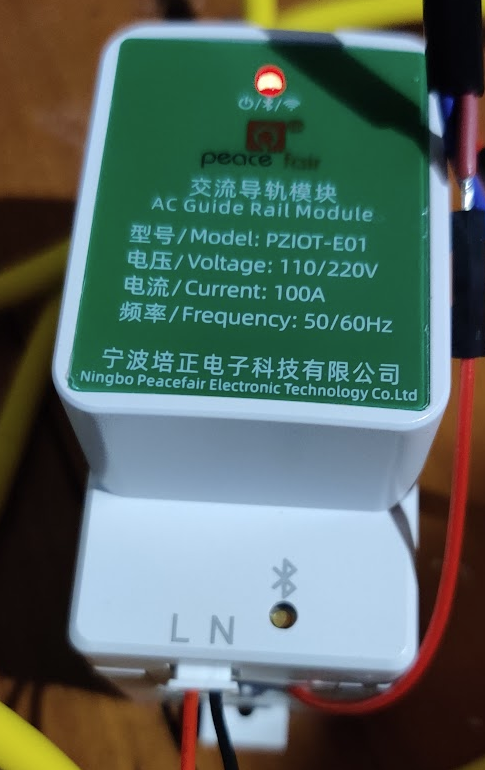 peace fair
交流导轨模块
AC Guide Rail Module
型号/Model: PZIOT-E01
电压/Voltage: 110/220V
电流/Current: 100A
频率/Frequency: 50/60Hz
宁波培正电子科技有限公司
Ningbo Peacefair Electronic Technology Co.Ltd
L N